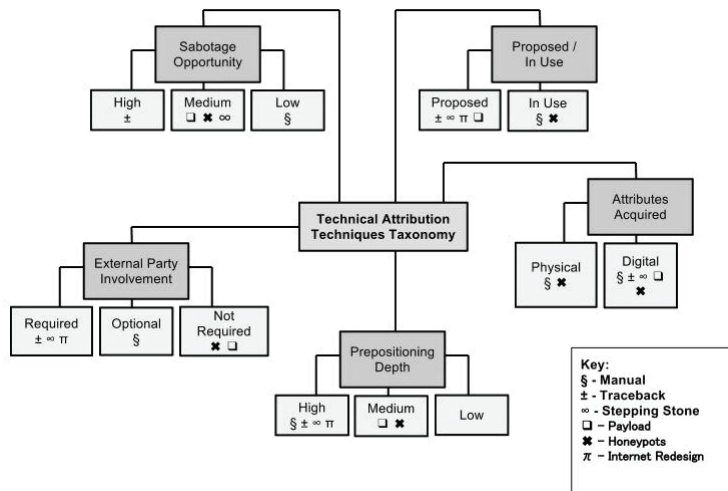 Sabotage
Opportunity
High
±
Medium
❑ ✖ ∞
Low
§
Proposed /
In Use
Proposed
± ∞ π ❑
In Use
§ ✖
Technical Attribution
Techniques Taxonomy
Attributes
Acquired
Physical
§ ✖
Digital
§ ± ∞ ❑
✖
External Party
Involvement
Required
± ∞ π
Optional
§
Not
Required
✖ ❑
Prepositioning
Depth
High
§ ± ∞ π
Medium
❑ ✖
Low
Key:
§ - Manual
± - Traceback
∞ - Stepping Stone
❑ – Payload
✖ – Honeypots
π – Internet Redesign